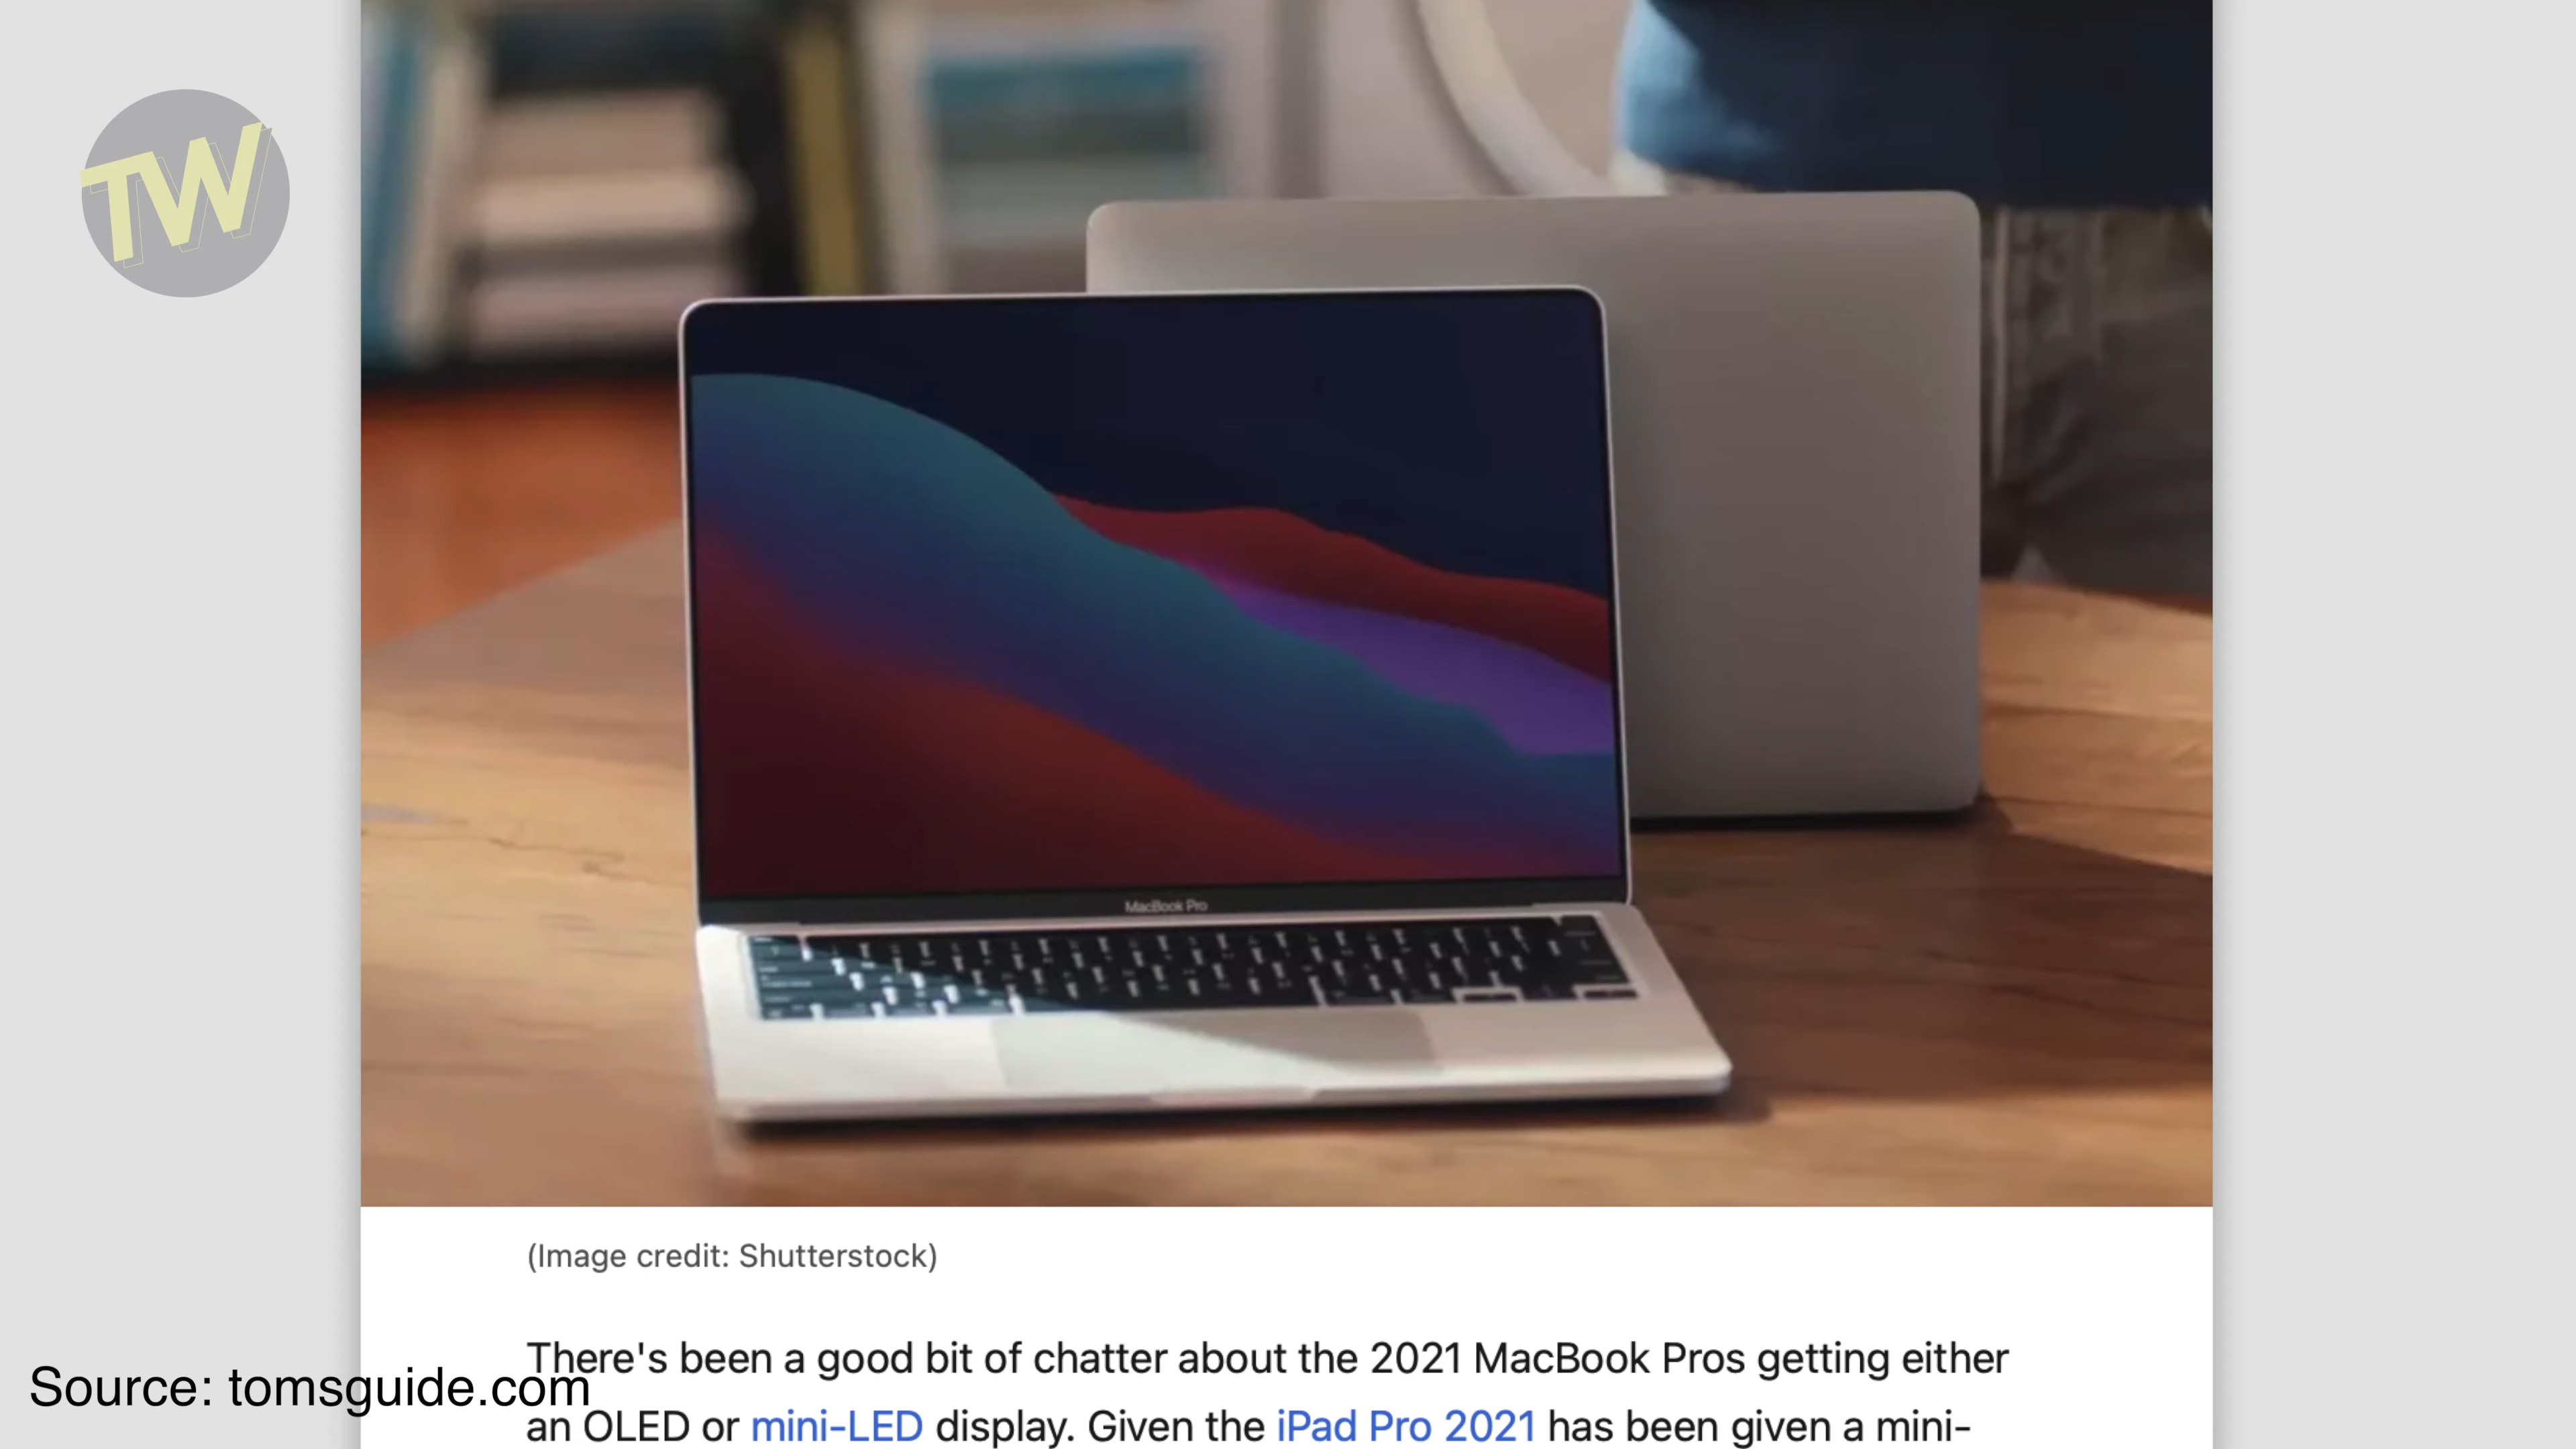 TW
MacBook Pro
(Image credit: Shutterstock)
There's been a good bit of chatter about the 2021 MacBook Pros getting either
Source: tomsguide.com
an OLED or mini-LED display. Given the iPad Pro 2021 has been given a mini-